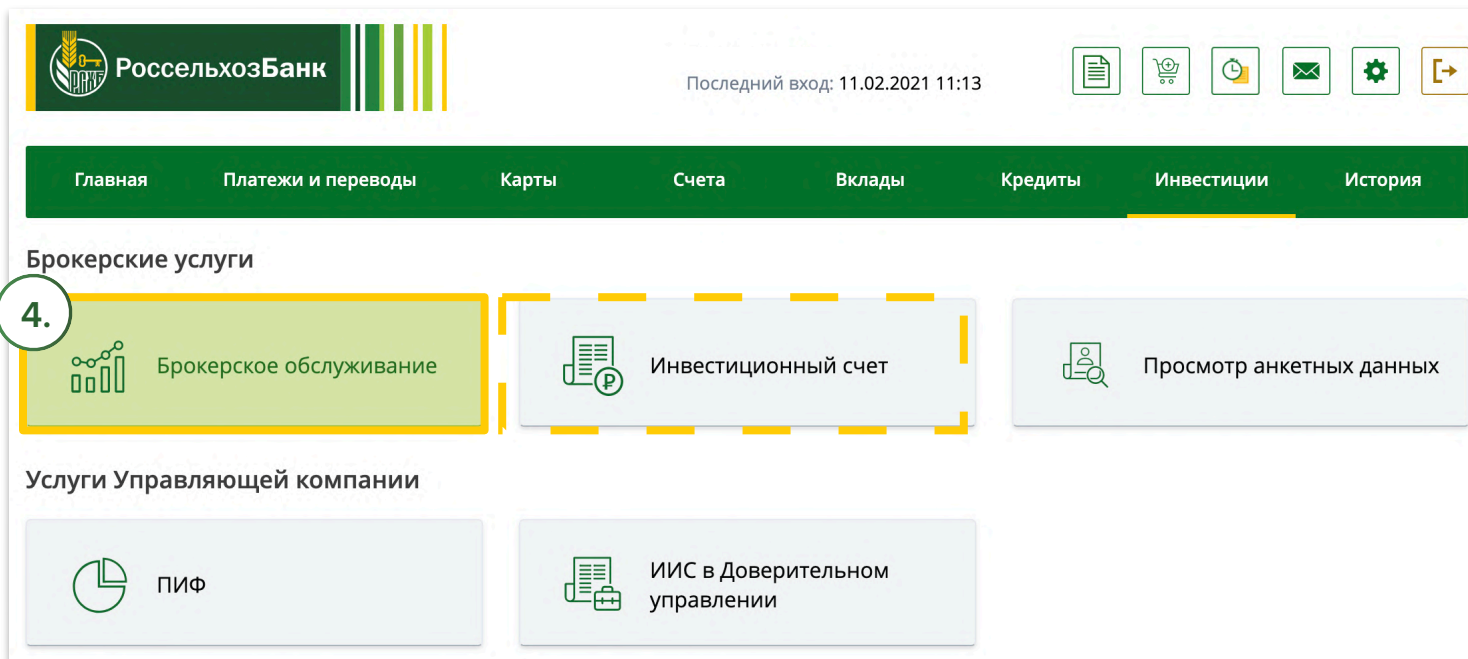 РоссельхозБанк
Последний вход: 11.02.2021 11:13
Главная Платежи и переводы Карты Счета Вклады Кредиты Инвестиции История
Брокерские услуги
4.
Брокерское обслуживание
Инвестиционный счет
Просмотр анкетных данных
Услуги Управляющей компании
ПИФ
ИИС в Доверительном
управлении